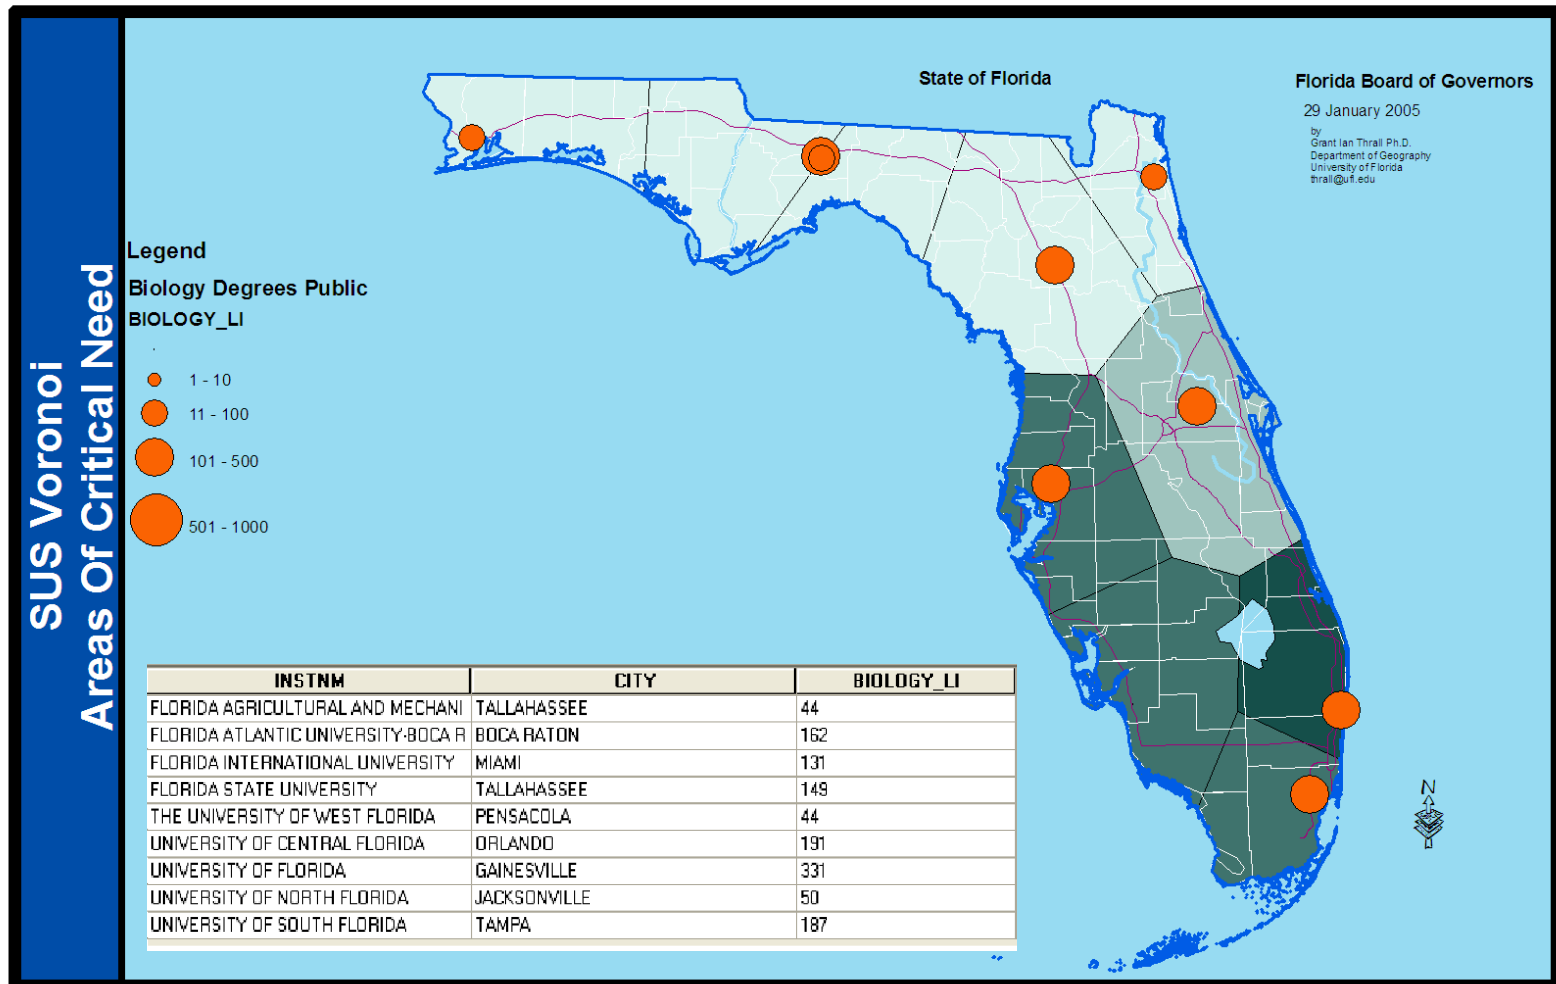 SUS Voronoi
Areas Of Critical Need
State of Florida
Florida Board of Governors
29 January 2005
by
Grant Ian Thrall Ph.D.
Department of Geography
University of Florida
thrall@ufl.edu
Legend
Biology Degrees Public
BIOLOGY_LI
1 - 10
11 - 100
101 - 500
501 - 1000
INSTNM CITY BIOLOGY_LI
FLORIDA AGRICULTURAL AND MECHANI TALLAHASSEE 44
FLORIDA ATLANTIC UNIVERSITY-BOCA R BOCA RATON 162
FLORIDA INTERNATIONAL UNIVERSITY MIAMI 131
FLORIDA STATE UNIVERSITY TALLAHASSEE 149
THE UNIVERSITY OF WEST FLORIDA PENSACOLA 44
UNIVERSITY OF CENTRAL FLORIDA ORLANDO 191
UNIVERSITY OF FLORIDA GAINESVILLE 331
UNIVERSITY OF NORTH FLORIDA JACKSONVILLE 50
UNIVERSITY OF SOUTH FLORIDA TAMPA 187
N